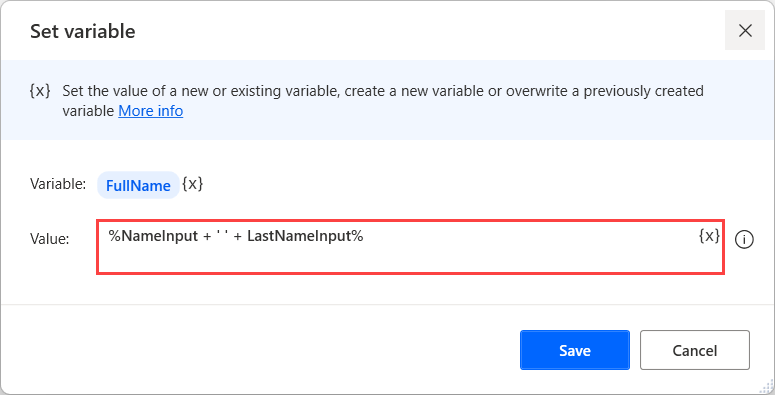 Set variable
{x} Set the value of a new or existing variable, create a new variable or overwrite a previously created
variable More info
Variable: FullName {x}
Value: %NameInput + ' ' + LastNameInput% {x}
Save Cancel